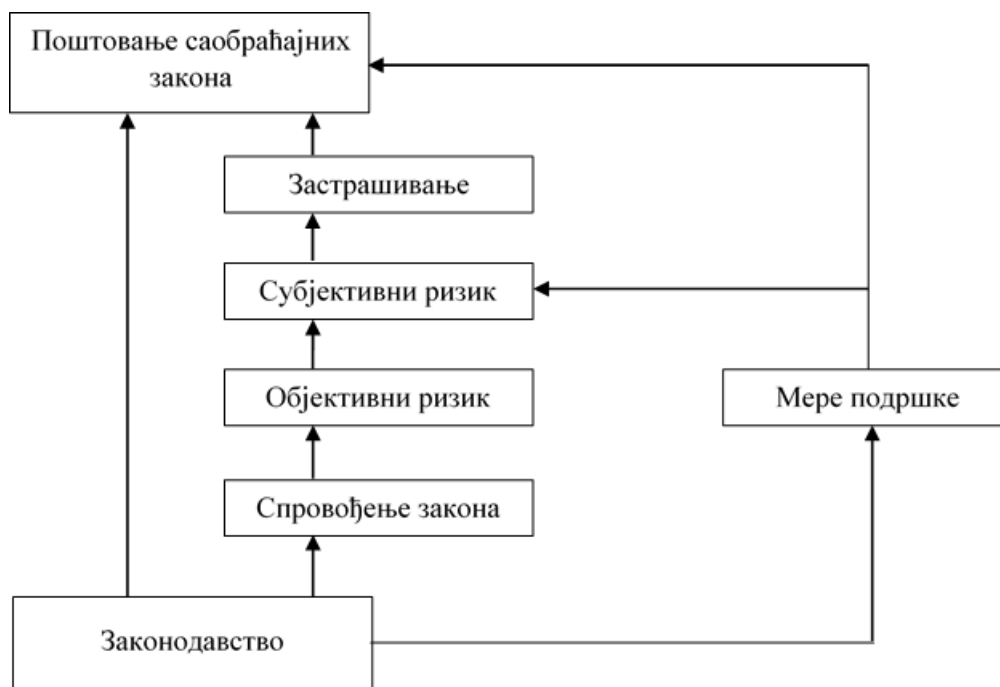 Поштовање саобраћајних
закона
Застрашивање
Субјективни ризик
Објективни ризик
Мере подршке
Спровођење закона
Законодавство